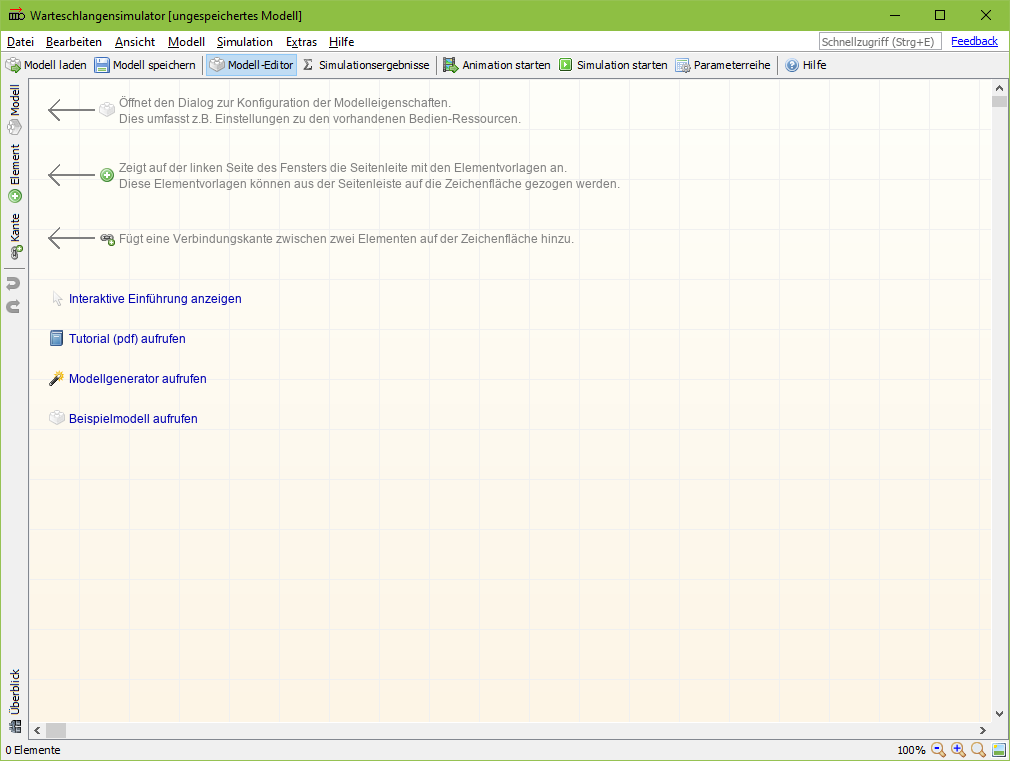 Warteschlangensimulator [ungespeichertes Modell]
Datei Bearbeiten Ansicht Modell Simulation Extras Hilfe Schnellzugriff (Strg+E) Feedback
Modell laden Modell speichern Modell-Editor Σ Simulationsergebnisse Animation starten Simulation starten Parameterreihe Hilfe
Modell
Element
Kante
Öffnet den Dialog zur Konfiguration der Modelleigenschaften.
Dies umfasst z.B. Einstellungen zu den vorhandenen Bedien-Ressourcen.
Zeigt auf der linken Seite des Fensters die Seitenleite mit den Elementvorlagen an.
Diese Elementvorlagen können aus der Seitenleiste auf die Zeichenfläche gezogen werden.
Fügt eine Verbindungskante zwischen zwei Elementen auf der Zeichenfläche hinzu.
Interaktive Einführung anzeigen
Tutorial (pdf) aufrufen
Modellgenerator aufrufen
Beispielmodell aufrufen
Überblick
0 Elemente 100%